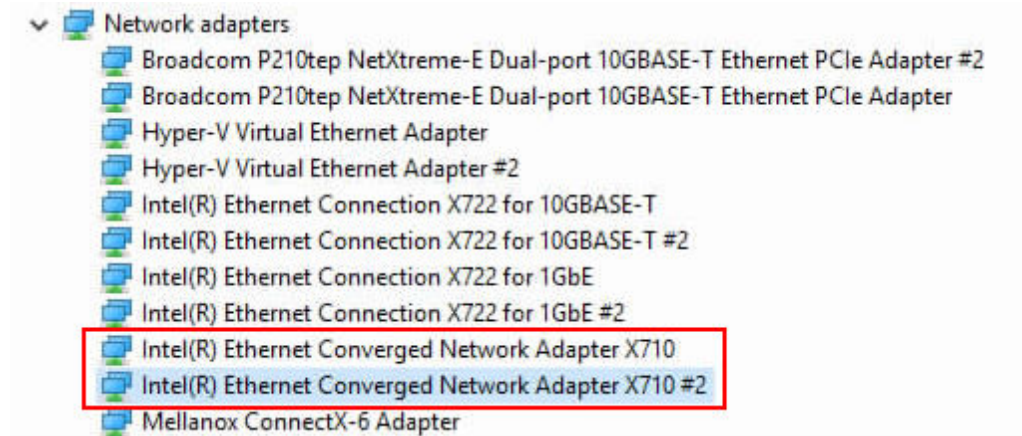 Network adapters
Broadcom P210tep NetXtreme-E Dual-port 10GBASE-T Ethernet PCIe Adapter #2
Broadcom P210tep NetXtreme-E Dual-port 10GBASE-T Ethernet PCIe Adapter
Hyper-V Virtual Ethernet Adapter
Hyper-V Virtual Ethernet Adapter #2
Intel(R) Ethernet Connection X722 for 10GBASE-T
Intel(R) Ethernet Connection X722 for 10GBASE-T #2
Intel(R) Ethernet Connection X722 for 1GbE
Intel(R) Ethernet Connection X722 for 1GbE #2
Intel(R) Ethernet Converged Network Adapter X710
Intel(R) Ethernet Converged Network Adapter X710 #2
Mellanox ConnectX-6 Adapter